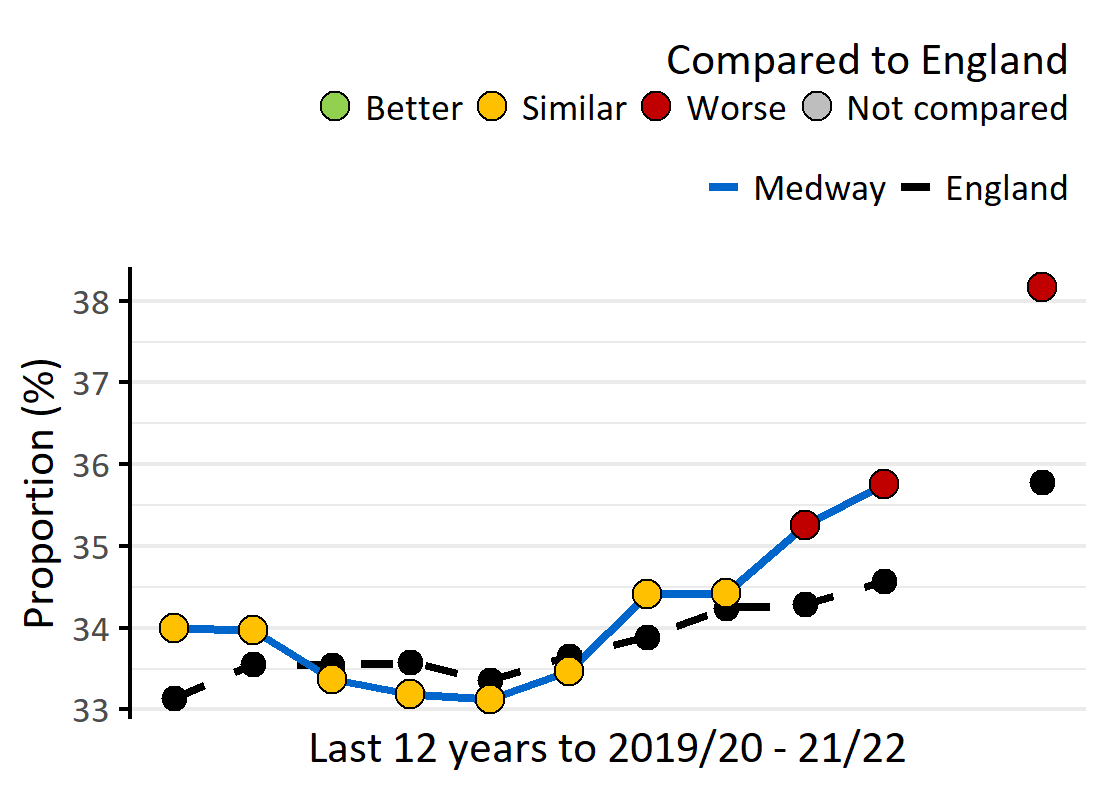 Compared to England
Better Similar Worse Not compared
Medway England
38
37
36
35
34
33
Proportion (%)
Last 12 years to 2019/20 - 21/22